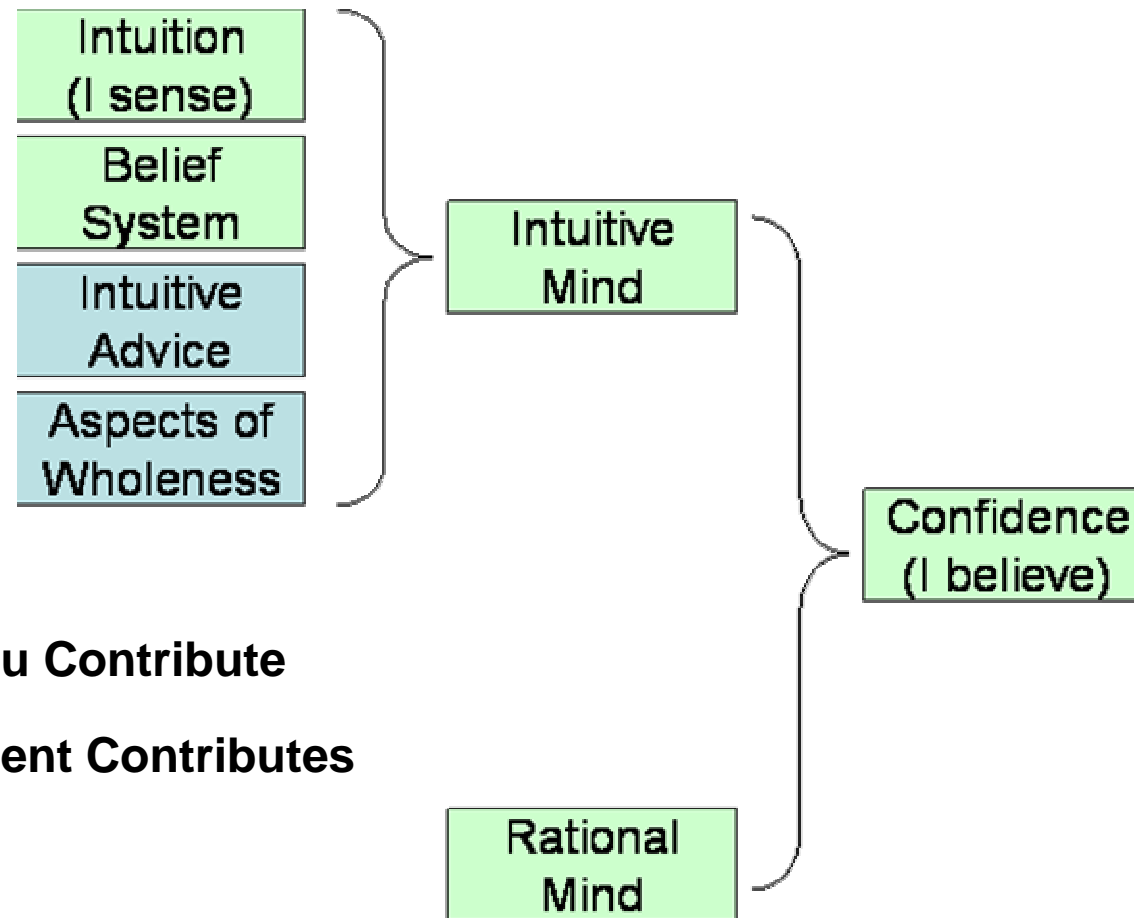 Intuition
(I sense)
Belief
System
Intuitive
Advice
Aspects of
Wholeness
Intuitive
Mind
Confidence
(I believe)
u Contribute
ent Contributes
Rational
Mind